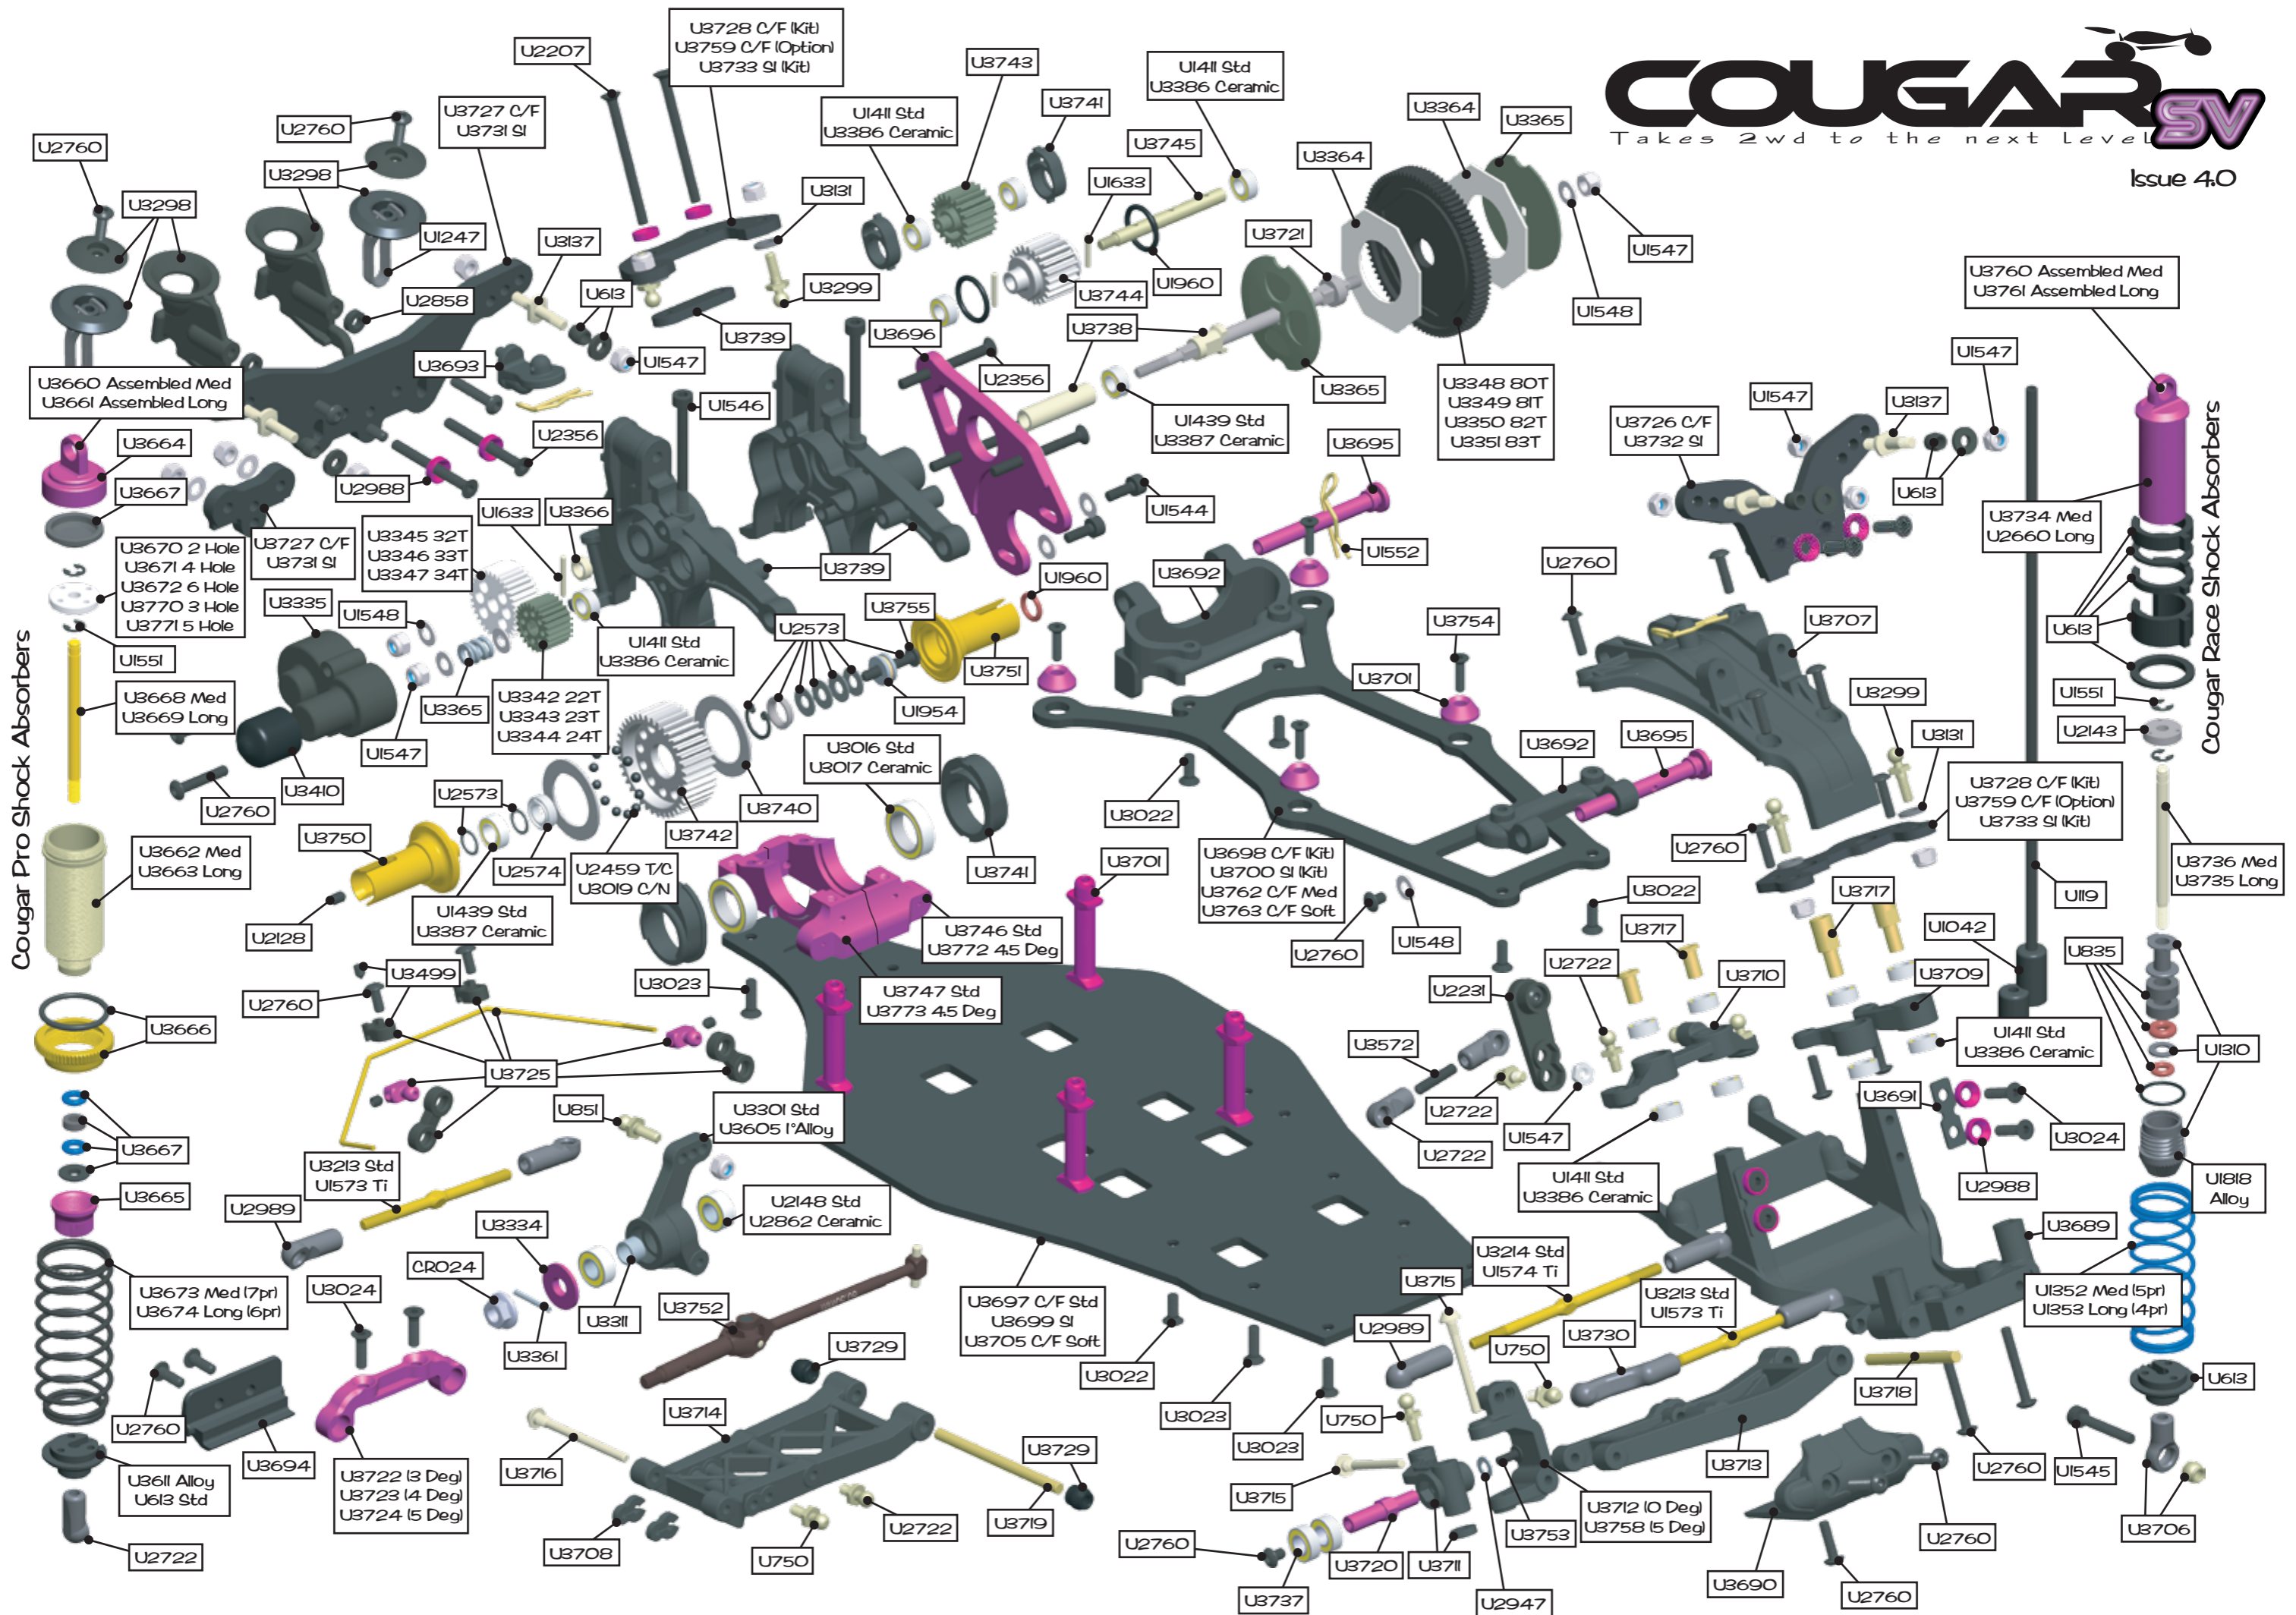 COUGAR SV
Takes 2wd to the next level
Issue 4.0
U2207
U3728 C/F (Kit)
U3759 C/F (Option)
U3733 S1 (Kit)
U3743
U1411 Std
U3386 Ceramic
U3741
U1411 Std
U3386 Ceramic
U3745
U1633
U3364
U3364
U3365
U2760
U2760
U3727 C/F
U3731 S1
U3298
U3298
U1247
U3137
U2858
U613
U3131
U3299
U3739
U3744
U1960
U3721
U1547
U1548
U3738
U3696
U2356
U3365
U3348 80T
U3349 81T
U3350 82T
U3351 83T
U1439 Std
U3387 Ceramic
U3693
U1547
U1546
U3660 Assembled Med
U3661 Assembled Long
U3664
U3667
U2356
U2988
U3670 2 Hole
U3671 4 Hole
U3672 6 Hole
U3770 3 Hole
U3771 5 Hole
U1551
U3727 C/F
U3731 S1
U3345 32T
U3346 33T
U3347 34T
U1633
U3366
U3335
U1548
U3739
U1544
U3695
U1552
U3692
U1960
U3760 Assembled Med
U3761 Assembled Long
U1547
U1547
U3137
U3726 C/F
U3732 S1
U613
U3734 Med
U2660 Long
U2760
U3707
U613
Cougar Race Shock Absorbers
Cougar Pro Shock Absorbers
U3668 Med
U3669 Long
U3365
U1547
U3342 22T
U3343 23T
U3344 24T
U1411 Std
U3386 Ceramic
U2573
U3755
U3751
U1954
U3754
U3701
U3410
U2760
U3016 Std
U3017 Ceramic
U3740
U3742
U3741
U2573
U3750
U2574
U2459 T/C
U3019 C/N
U2128
U1439 Std
U3387 Ceramic
U3662 Med
U3663 Long
U3022
U3692
U3695
U3698 C/F (Kit)
U3700 S1 (Kit)
U3762 C/F Med
U3763 C/F Soft
U3299
U3131
U1551
U2143
U3728 C/F (Kit)
U3759 C/F (Option)
U3733 S1 (Kit)
U2760
U3736 Med
U3735 Long
U119
U3701
U3746 Std
U3772 4.5 Deg
U3747 Std
U3773 4.5 Deg
U3023
U2760
U1548
U3022
U3717
U3717
U1042
U835
U2722
U3710
U3709
U2231
U1411 Std
U3386 Ceramic
U1310
U3499
U2760
U3666
U3725
U3572
U2722
U2722
U1547
U3691
U3024
U2988
U1818
Alloy
U1411 Std
U3386 Ceramic
U851
U3301 Std
U3605 1°Alloy
U3667
U3213 Std
U1573 Ti
U3665
U2989
U3334
U2148 Std
U2862 Ceramic
CR024
U3311
U3361
U3673 Med (7pr)
U3674 Long (6pr)
U3024
U3752
U3697 C/F Std
U3699 S1
U3705 C/F Soft
U3022
U3023
U3023
U3214 Std
U1574 Ti
U3715
U2989
U3213 Std
U1573 Ti
U3730
U750
U3689
U1352 Med (5pr)
U1353 Long (4pr)
U3718
U613
U3729
U3714
U2760
U3694
U3716
U3722 (3 Deg)
U3723 (4 Deg)
U3724 (5 Deg)
U3611 Alloy
U613 Std
U2722
U3708
U750
U2722
U3719
U3729
U750
U3715
U2760
U3737
U3720
U3711
U2947
U3753
U3712 (0 Deg)
U3758 (5 Deg)
U3713
U2760
U1545
U3706
U2760
U3690
U2760